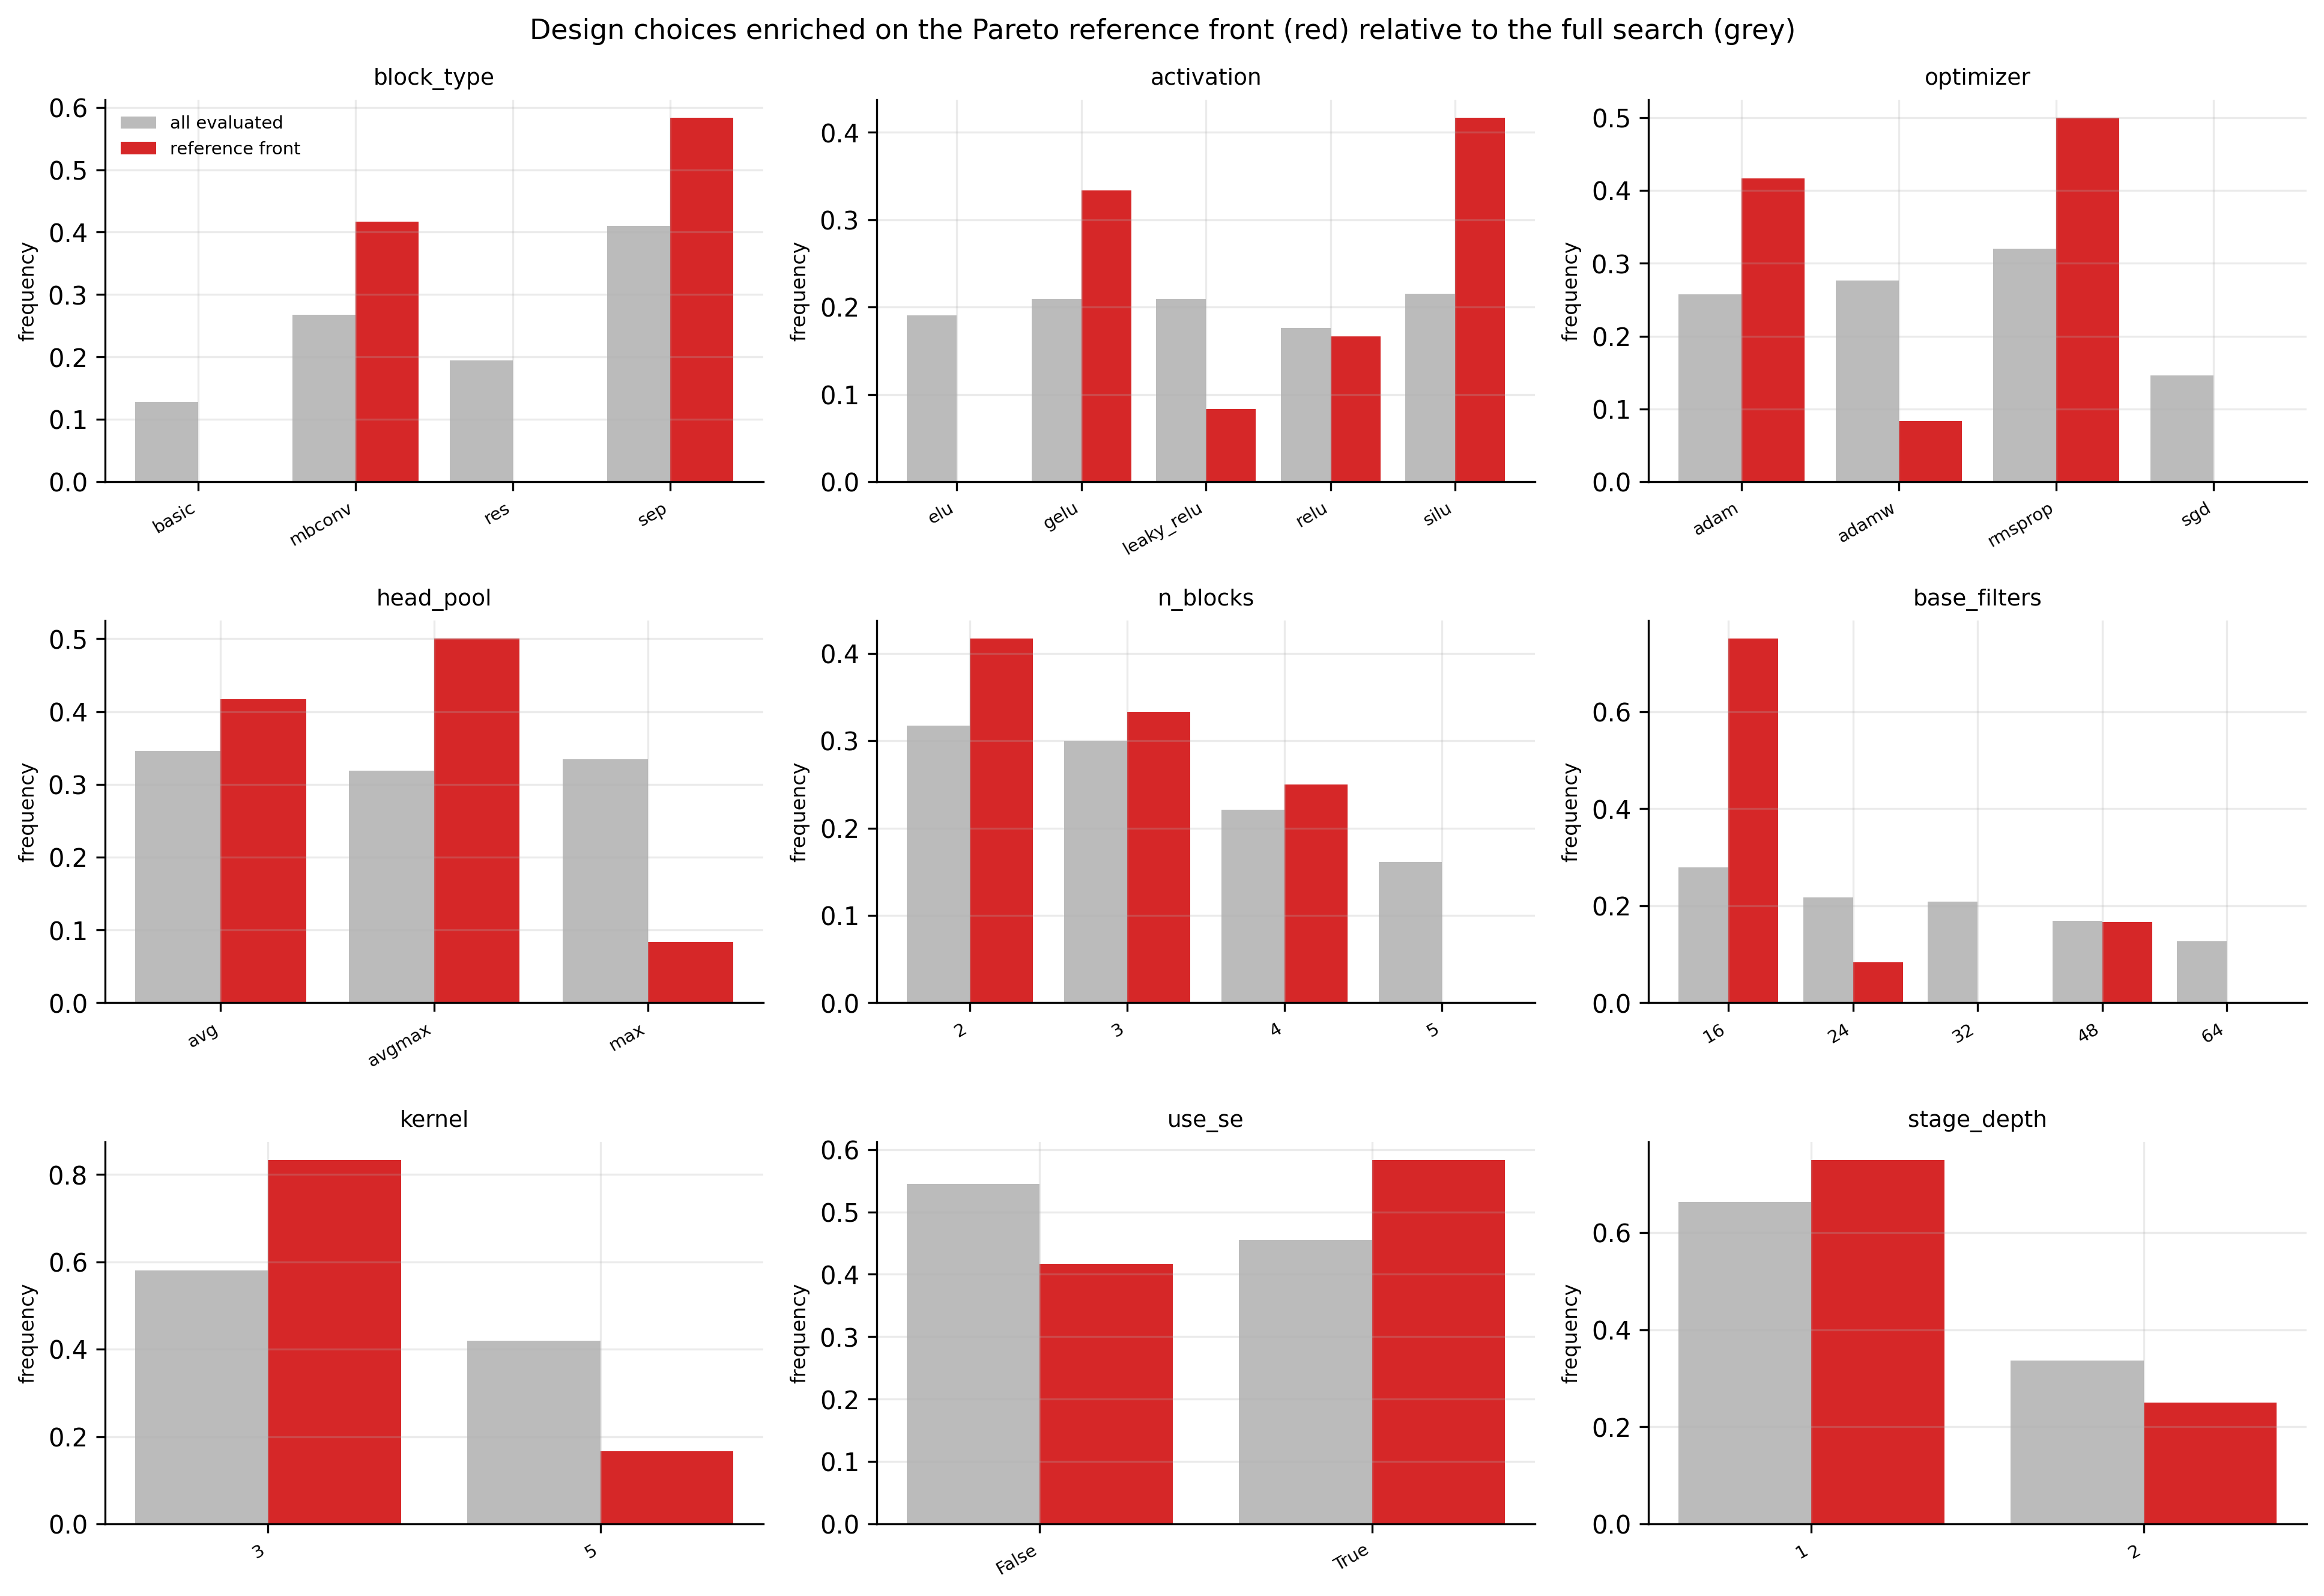 Design choices enriched on the Pareto reference front (red) relative to the full search (grey)
block_type
frequency
0.6
0.5
0.4
0.3
0.2
0.1
0.0
all evaluated
reference front
basic
mbconv
res
sep
activation
frequency
0.4
0.3
0.2
0.1
0.0
elu
gelu
leaky_relu
relu
silu
optimizer
frequency
0.5
0.4
0.3
0.2
0.1
0.0
adam
adamw
rmsprop
sgd
head_pool
frequency
0.5
0.4
0.3
0.2
0.1
0.0
avg
avgmax
max
n_blocks
frequency
0.4
0.3
0.2
0.1
0.0
2
3
4
5
base_filters
frequency
0.6
0.4
0.2
0.0
16
24
32
48
64
kernel
frequency
0.8
0.6
0.4
0.2
0.0
3
5
use_se
frequency
0.6
0.5
0.4
0.3
0.2
0.1
0.0
False
True
stage_depth
frequency
0.6
0.4
0.2
0.0
1
2